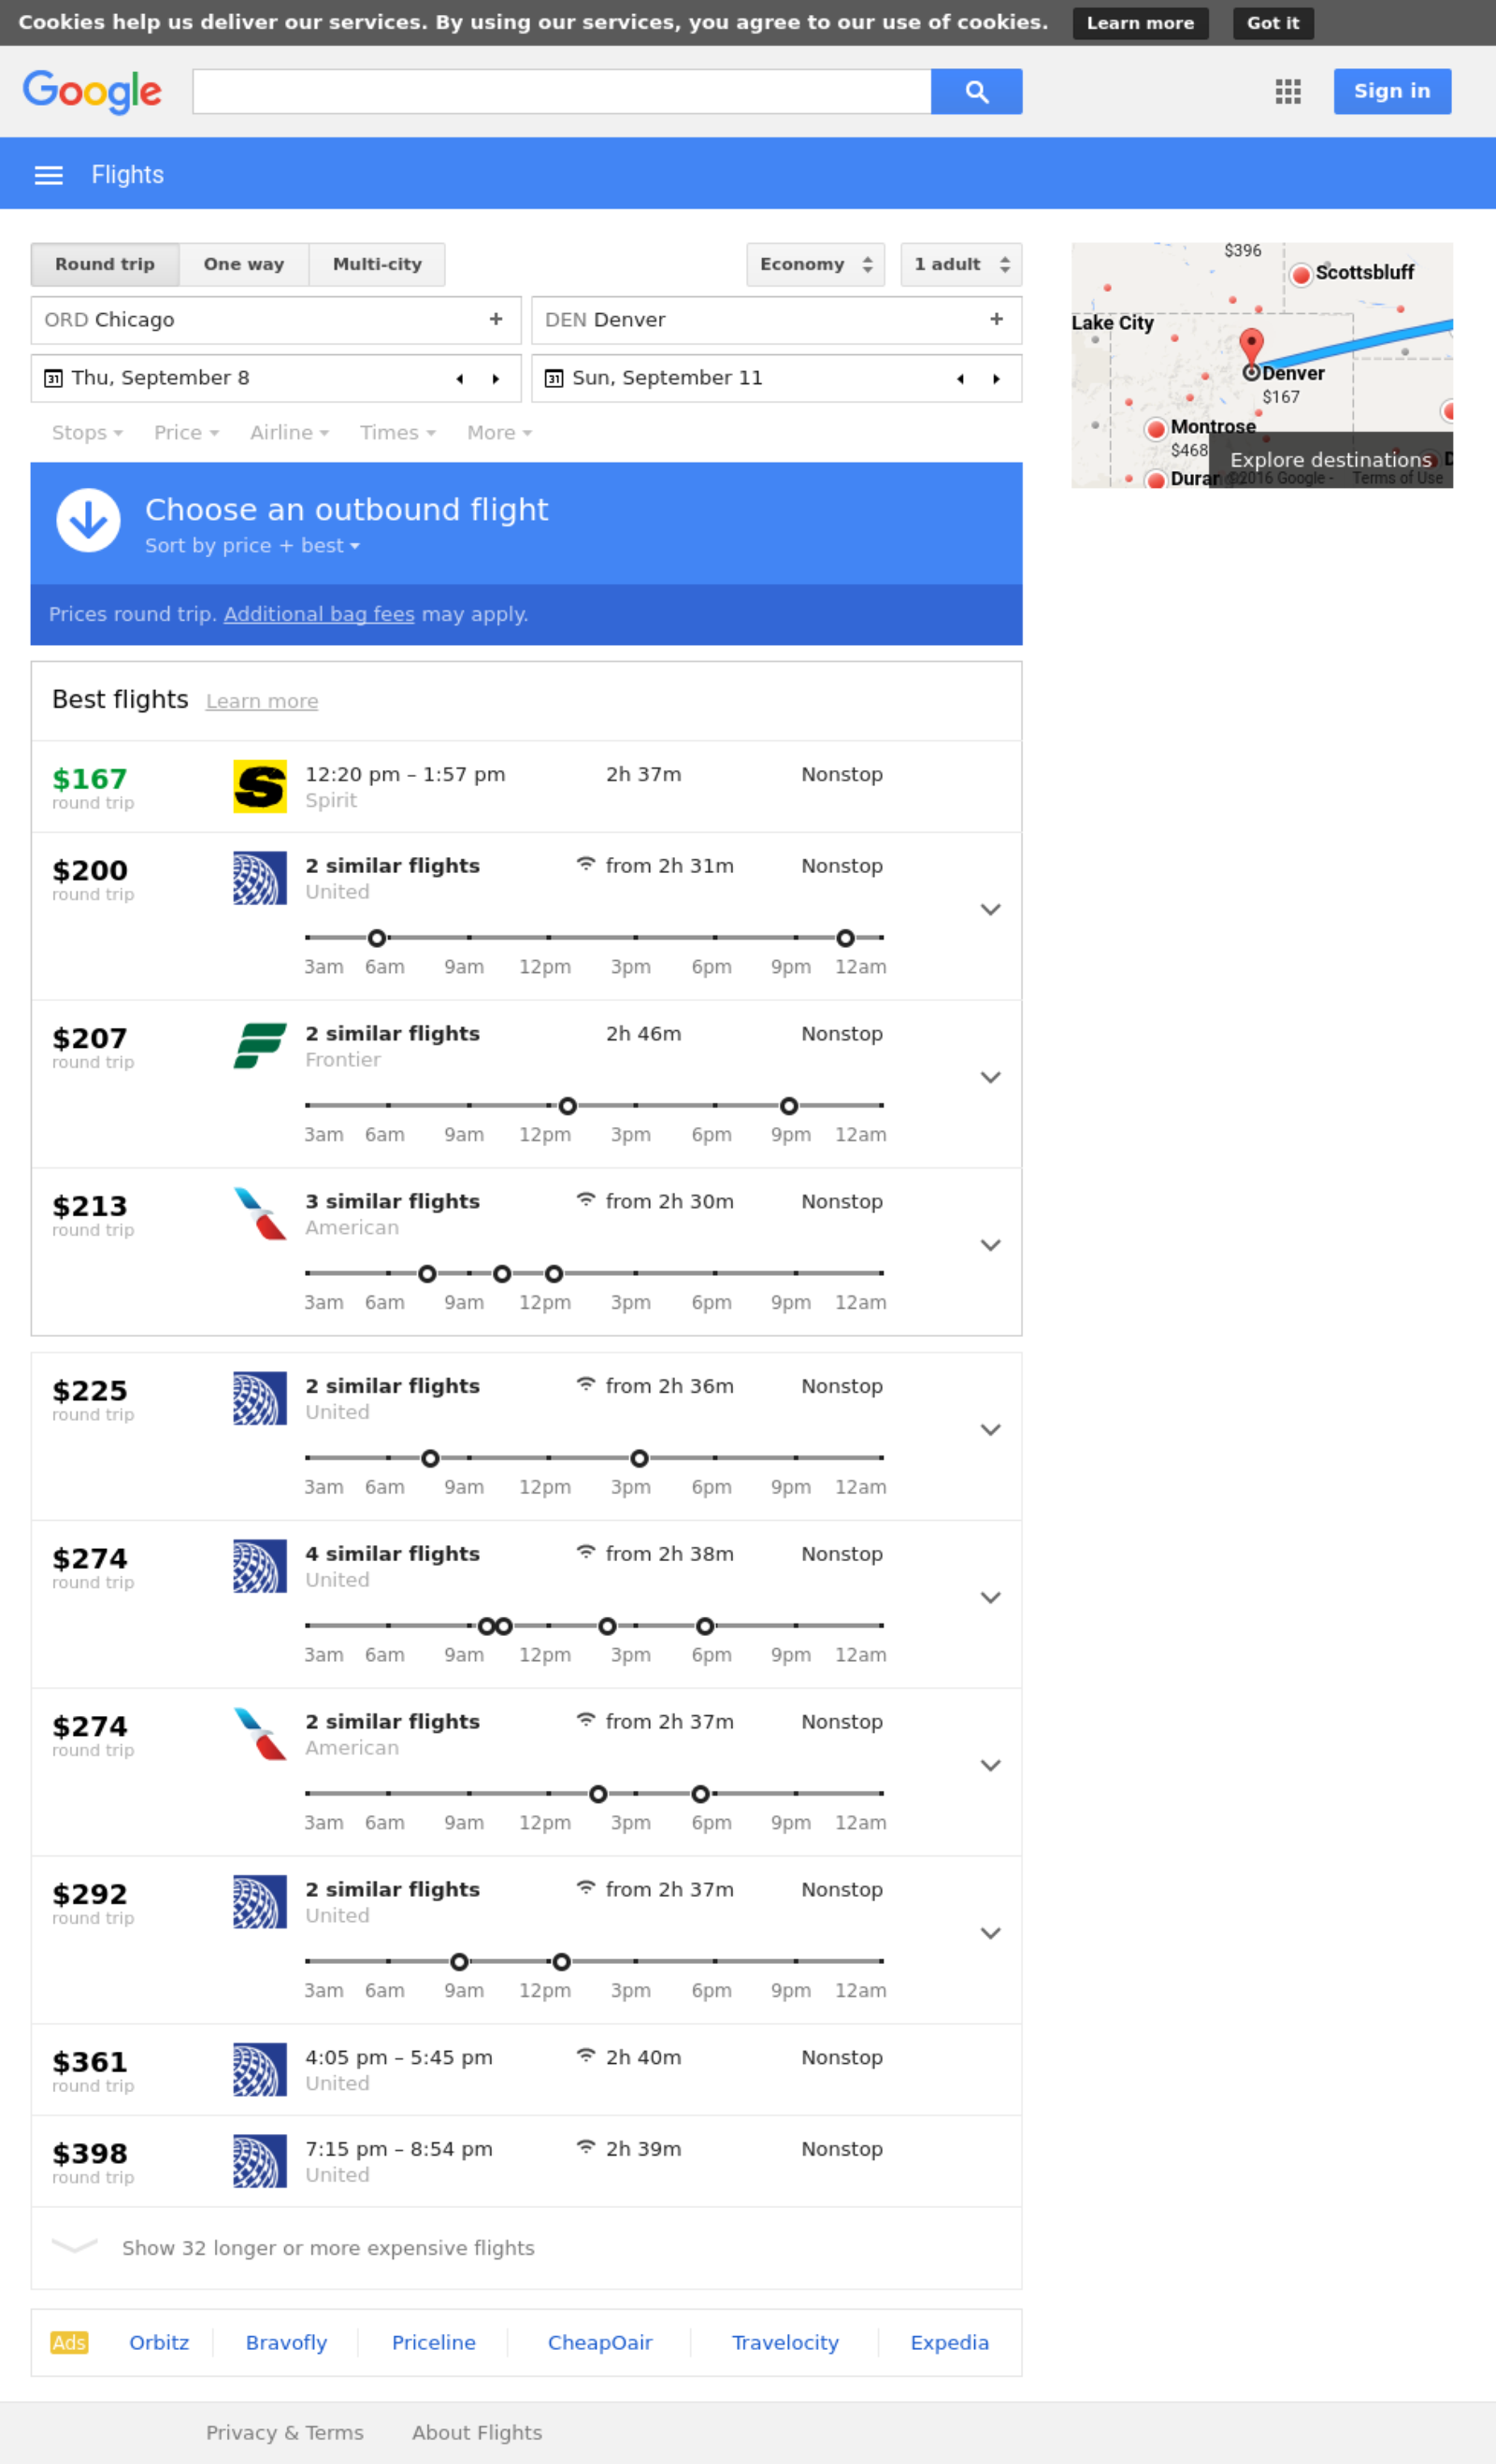 Cookies help us deliver our services. By using our services, you agree to our use of cookies. Learn more Got it
Google Sign in
Flights
Round trip One way Multi-city Economy 1 adult
ORD Chicago + DEN Denver +
31 Thu, September 8 31 Sun, September 11
Stops Price Airline Times More
$396
Scottsbluff
Lake City
Denver
$167
Montrose
$468
Explore destinations
Duran 2016 Google - Terms of Use
Choose an outbound flight
Sort by price + best
Prices round trip. Additional bag fees may apply.
Best flights Learn more
$167 12:20 pm – 1:57 pm 2h 37m Nonstop
round trip Spirit
$200 2 similar flights from 2h 31m Nonstop
round trip United
3am 6am 9am 12pm 3pm 6pm 9pm 12am
$207 2 similar flights 2h 46m Nonstop
round trip Frontier
3am 6am 9am 12pm 3pm 6pm 9pm 12am
$213 3 similar flights from 2h 30m Nonstop
round trip American
3am 6am 9am 12pm 3pm 6pm 9pm 12am
$225 2 similar flights from 2h 36m Nonstop
round trip United
3am 6am 9am 12pm 3pm 6pm 9pm 12am
$274 4 similar flights from 2h 38m Nonstop
round trip United
3am 6am 9am 12pm 3pm 6pm 9pm 12am
$274 2 similar flights from 2h 37m Nonstop
round trip American
3am 6am 9am 12pm 3pm 6pm 9pm 12am
$292 2 similar flights from 2h 37m Nonstop
round trip United
3am 6am 9am 12pm 3pm 6pm 9pm 12am
$361 4:05 pm – 5:45 pm 2h 40m Nonstop
round trip United
$398 7:15 pm – 8:54 pm 2h 39m Nonstop
round trip United
Show 32 longer or more expensive flights
Ads Orbitz Bravofly Priceline CheapOair Travelocity Expedia
Privacy & Terms About Flights